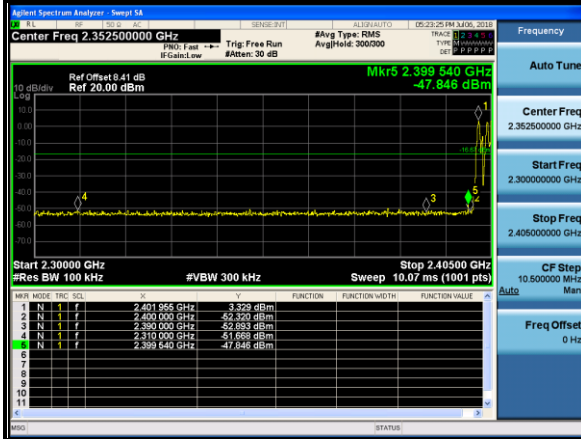 Agilent Spectrum Analyzer - Swept SA
RL RF 50 Ω AC SENSE:INT ALIGNAUTO 05:23:25 PM Jul 06, 2018
Center Freq 2.352500000 GHz #Avg Type: RMS TRACE 1 2 3 4 5 6
PNO: Fast Trig: Free Run Avg|Hold: 300/300 TYPE M
IFGain:Low #Atten: 30 dB DET P P P P P P
Mkr5 2.399 540 GHz
Ref Offset 8.41 dB
10 dB/div Ref 20.00 dBm -47.846 dBm
Log
10.0
0.00
-10.0
-20.0
-30.0
-40.0
-50.0
-60.0
-70.0
1
4
3
5
2
Start 2.30000 GHz Stop 2.40500 GHz
#Res BW 100 kHz #VBW 300 kHz Sweep 10.07 ms (1001 pts)
MKR MODE TRC SCL X Y FUNCTION FUNCTION WIDTH FUNCTION VALUE
1 N 1 f 2.401 955 GHz 3.329 dBm
2 N 1 f 2.400 000 GHz -52.320 dBm
3 N 1 f 2.390 000 GHz -52.893 dBm
4 N 1 f 2.310 000 GHz -51.668 dBm
5 N 1 f 2.399 540 GHz -47.846 dBm
6
7
8
9
10
11
MSG STATUS
Frequency
Auto Tune
Center Freq
2.352500000 GHz
Start Freq
2.300000000 GHz
Stop Freq
2.405000000 GHz
CF Step
10.500000 MHz
Auto Man
Freq Offset
0 Hz